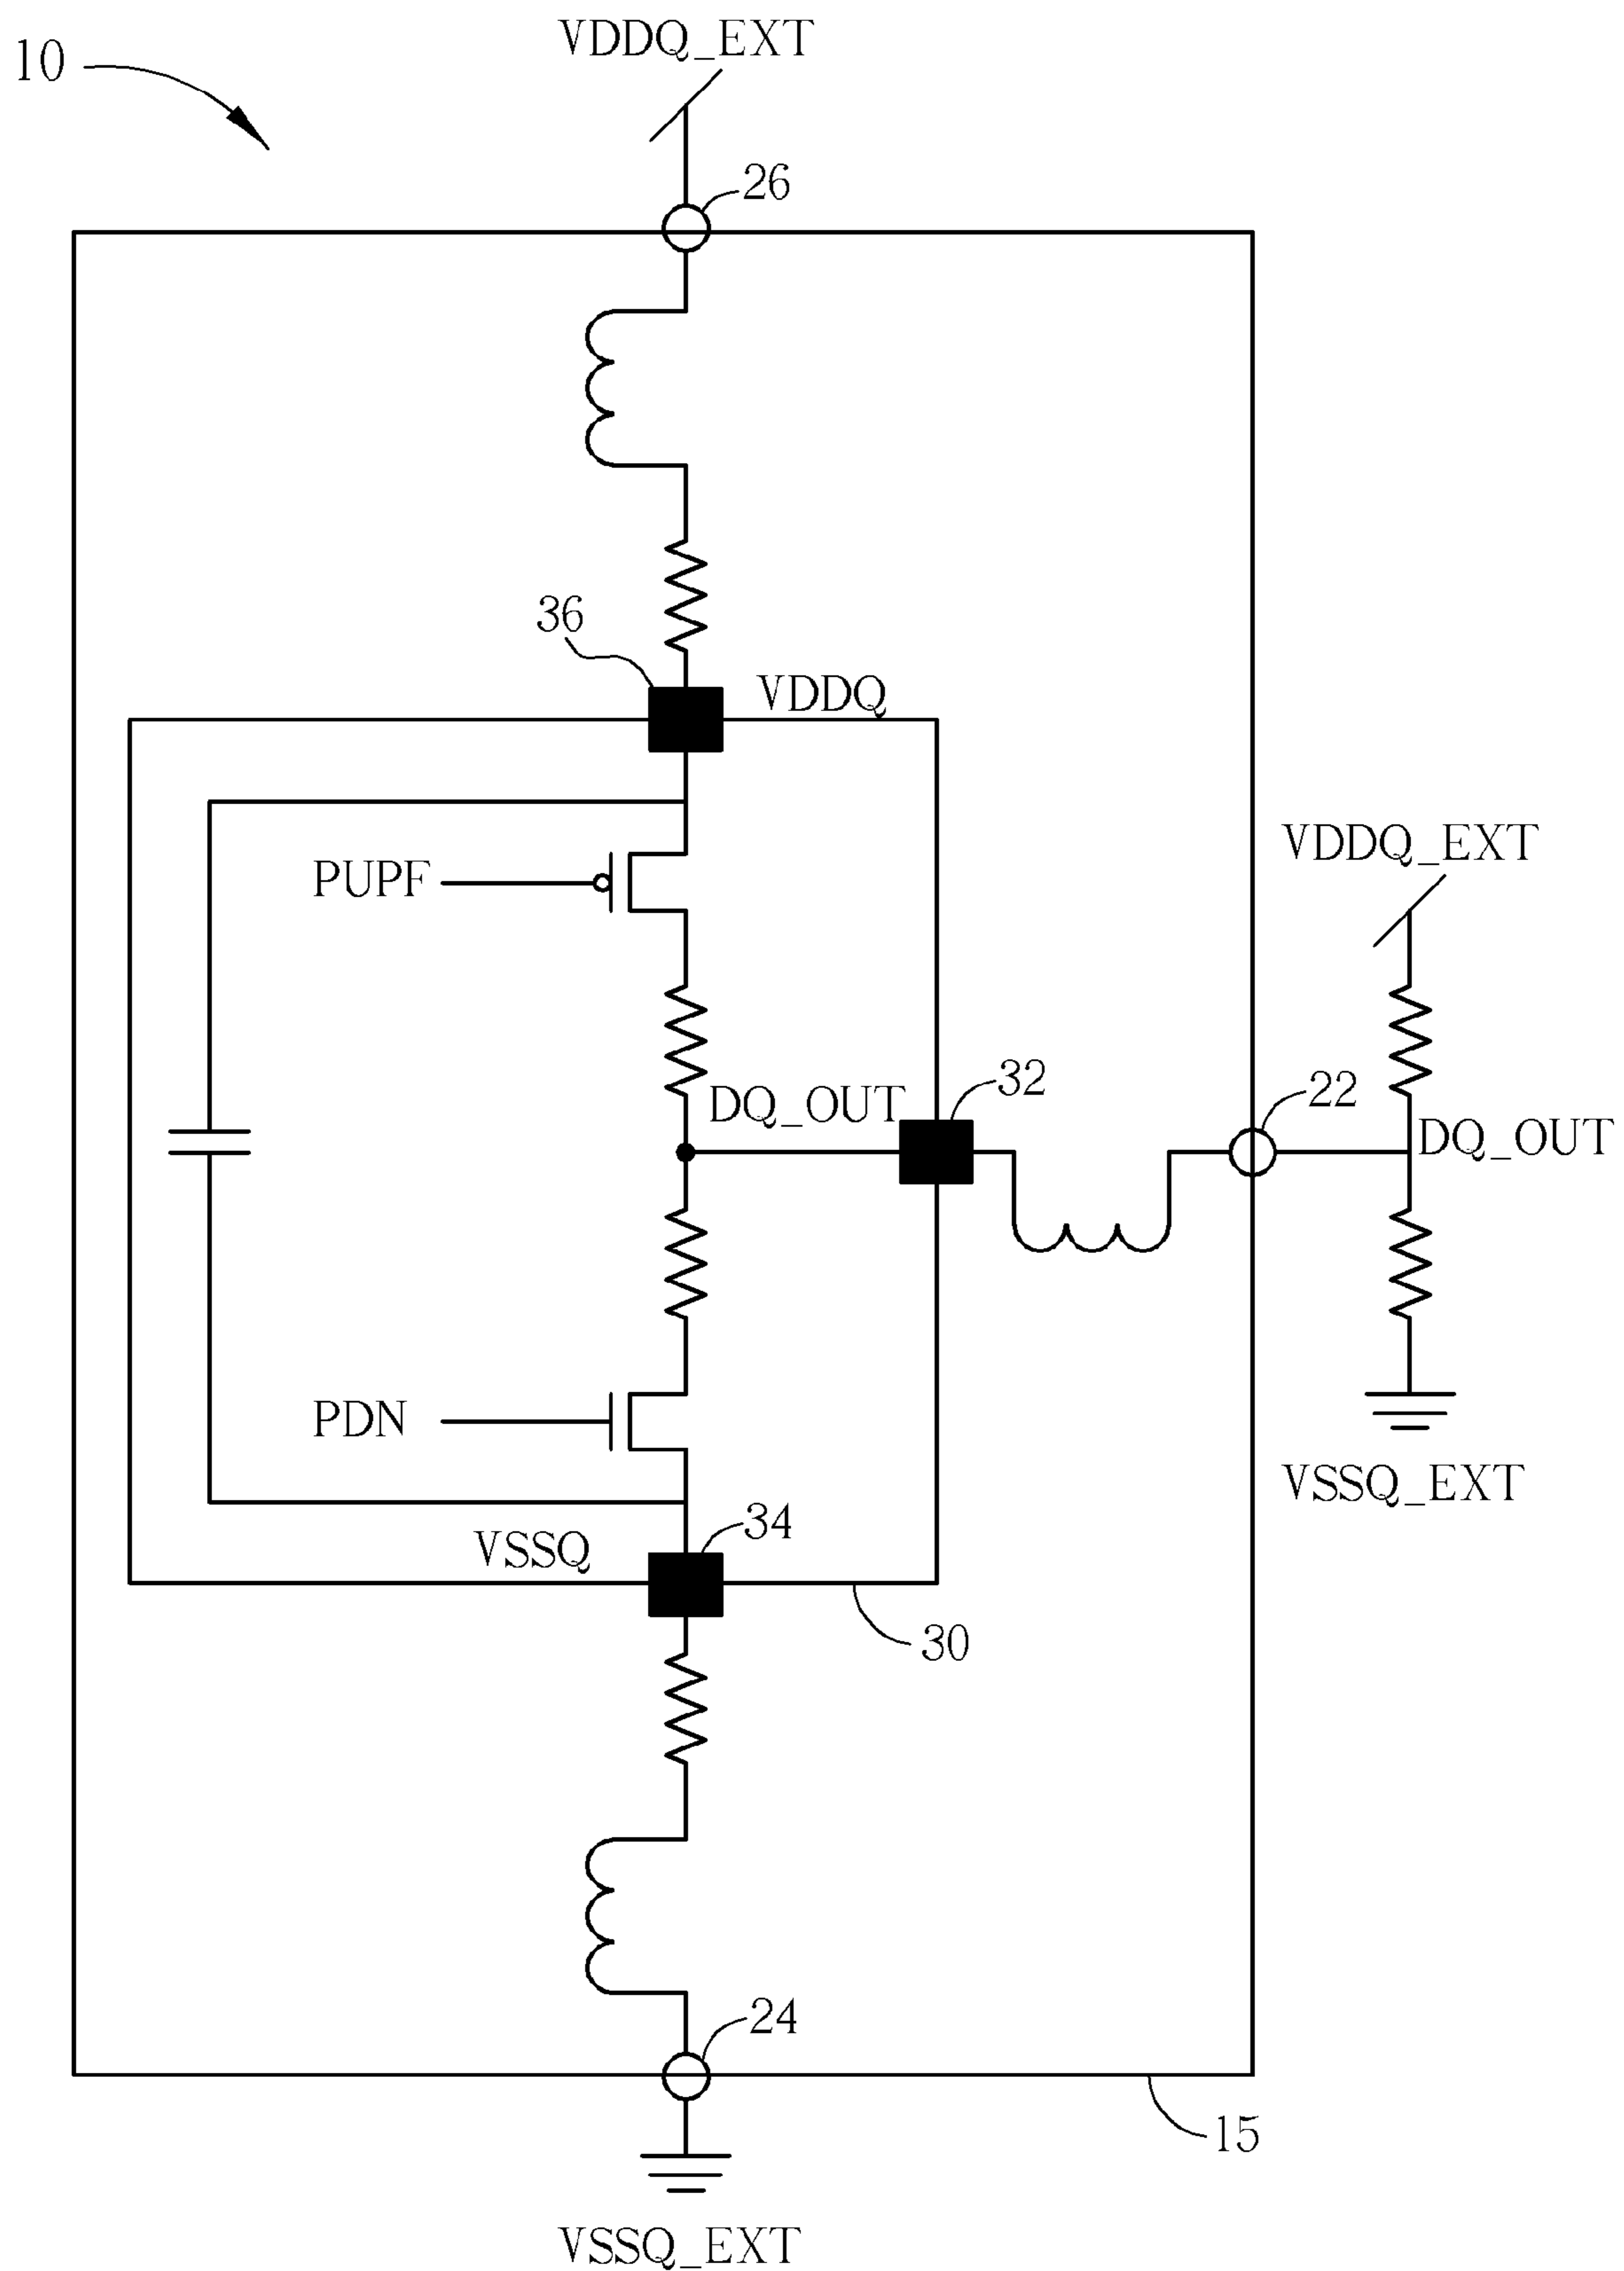 VDDQ_EXT
10
26
36
VDDQ
PUPF
VDDQ_EXT
32
22
DQ_OUT
DQ_OUT
PDN
VSSQ_EXT
34
VSSQ
30
24
15
VSSQ_EXT